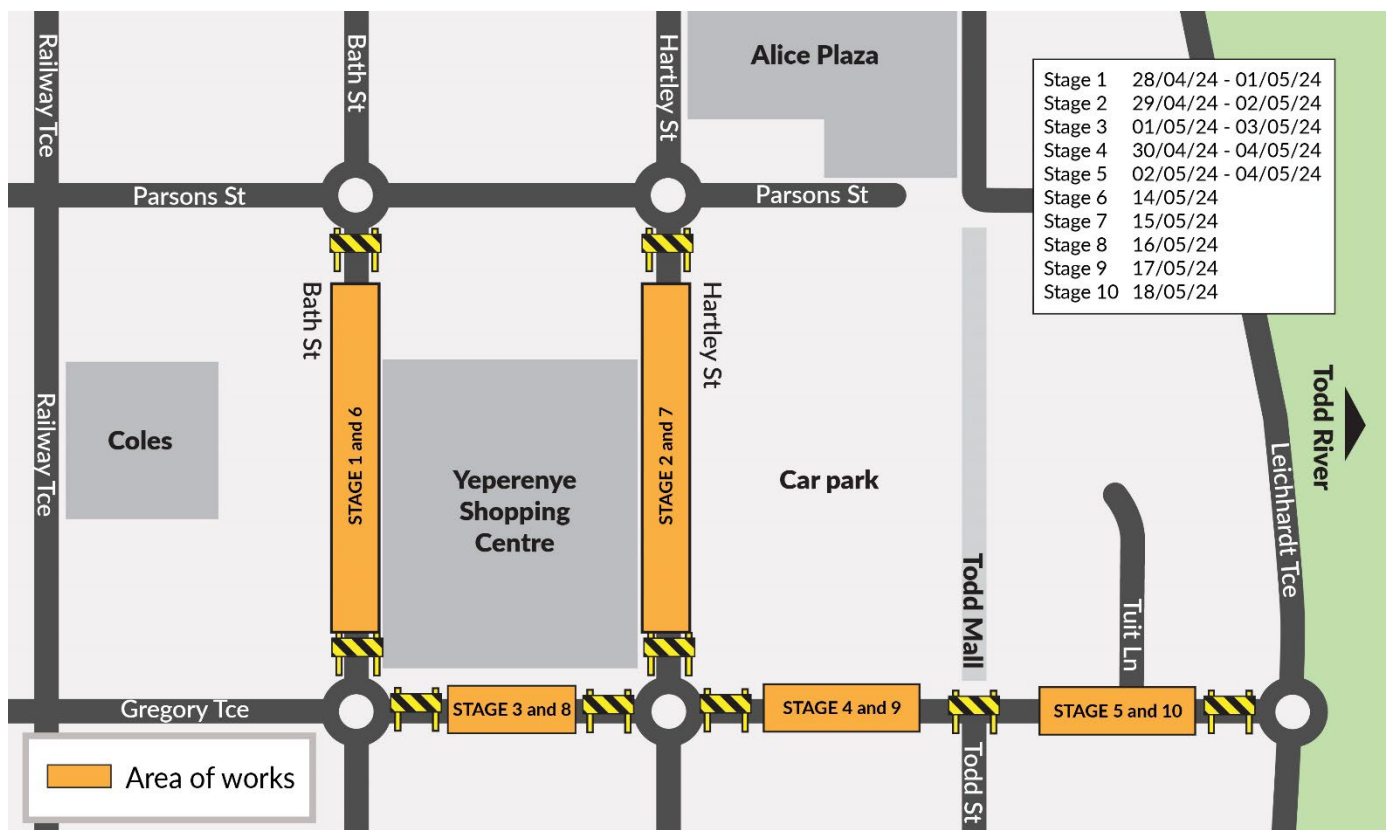 Railway Tce
Bath St
Hartley St
Alice Plaza
Stage 1 28/04/24 - 01/05/24
Stage 2 29/04/24 - 02/05/24
Stage 3 01/05/24 - 03/05/24
Stage 4 30/04/24 - 04/05/24
Stage 5 02/05/24 - 04/05/24
Stage 6 14/05/24
Stage 7 15/05/24
Stage 8 16/05/24
Stage 9 17/05/24
Stage 10 18/05/24
Parsons St
Parsons St
Bath St
Hartley St
Railway Tce
Coles
STAGE 1 and 6
Yeperenye
Shopping
Centre
STAGE 2 and 7
Car park
Todd Mall
Tuit Ln
Leichhardt Tce
Todd River
Gregory Tce
STAGE 3 and 8
STAGE 4 and 9
STAGE 5 and 10
Todd St
Area of works